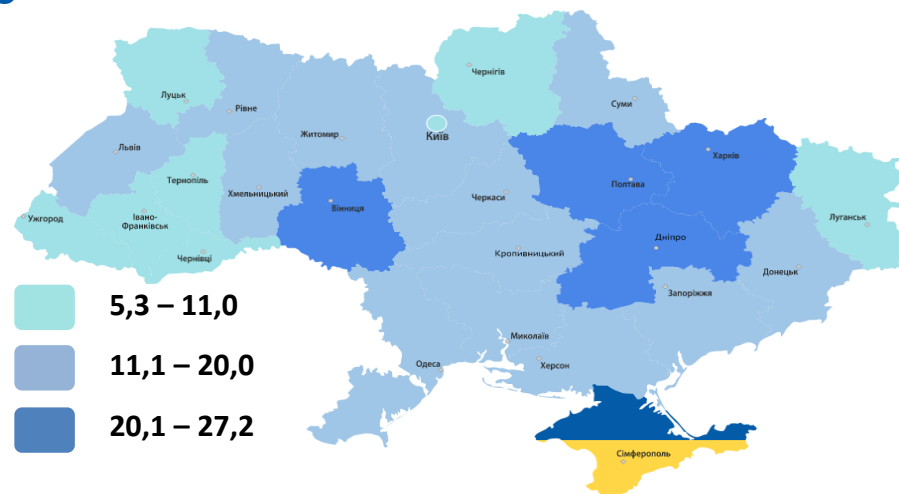 Чернігів
Луцьк
Суми
Рівне
Київ
Житомир
Львів
Харків
Тернопіль
Полтава
Хмельницький
Черкаси
Вінниця
Ужгород
Івано-
Франківськ
Луганськ
Дніпро
Чернівці
Кропивницький
Донецьк
Запоріжжя
5,3 – 11,0
Миколаїв
11,1 – 20,0
Одеса
Херсон
20,1 – 27,2
Сімферополь